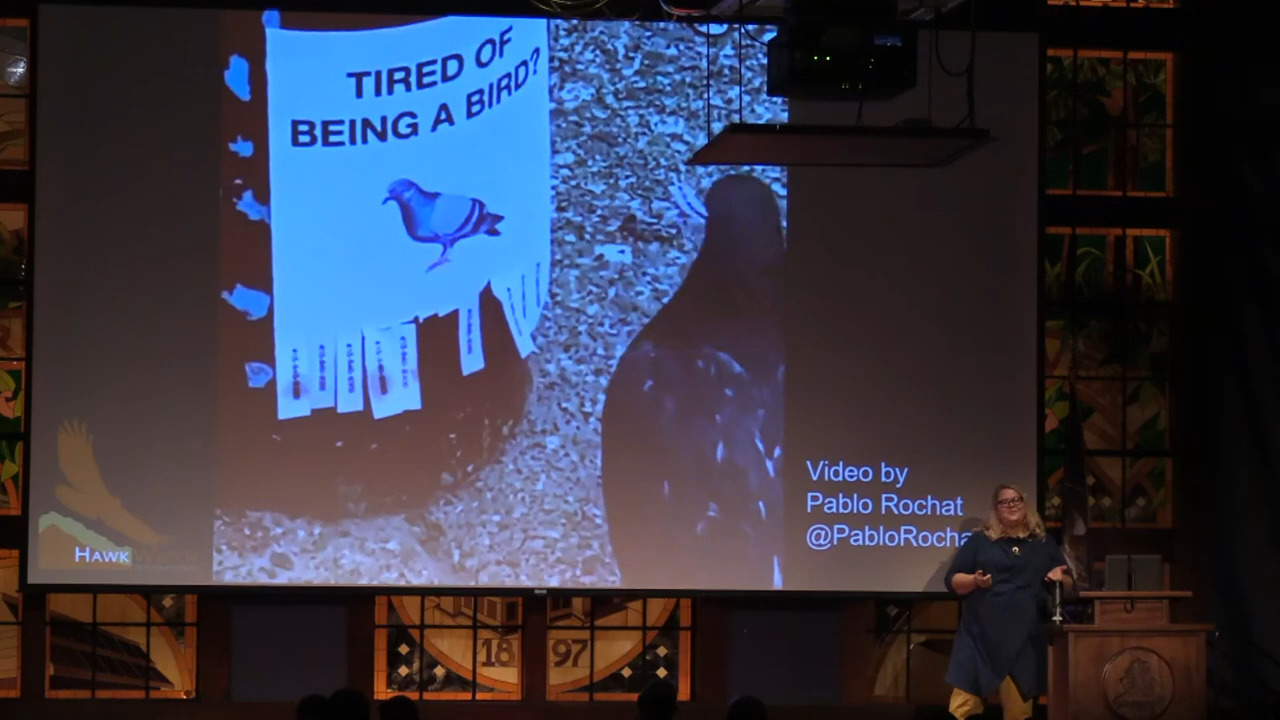 TIRED OF
BEING A BIRD?
Video by
Pablo Rochat
@PabloRocha
HAWK
18 97